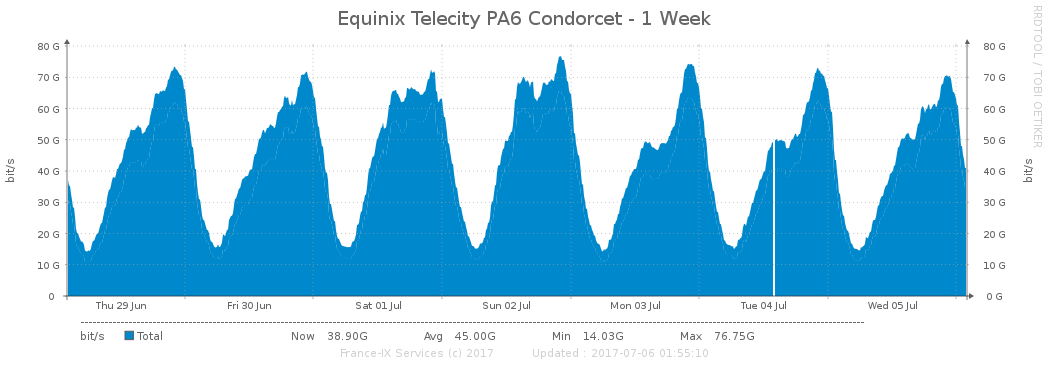 Equinix Telecity PA6 Condorcet - 1 Week
RRDTOOL / TOBI OETIKER
bit/s
80 G 80 G
70 G 70 G
60 G 60 G
50 G 50 G
40 G 40 G
30 G 30 G
20 G 20 G
10 G 10 G
0 0 G
bit/s
Thu 29 Jun Fri 30 Jun Sat 01 Jul Sun 02 Jul Mon 03 Jul Tue 04 Jul Wed 05 Jul
bit/s Total Now 38.90G Avg 45.00G Min 14.03G Max 76.75G
France-IX Services (c) 2017 Updated : 2017-07-06 01:55:10